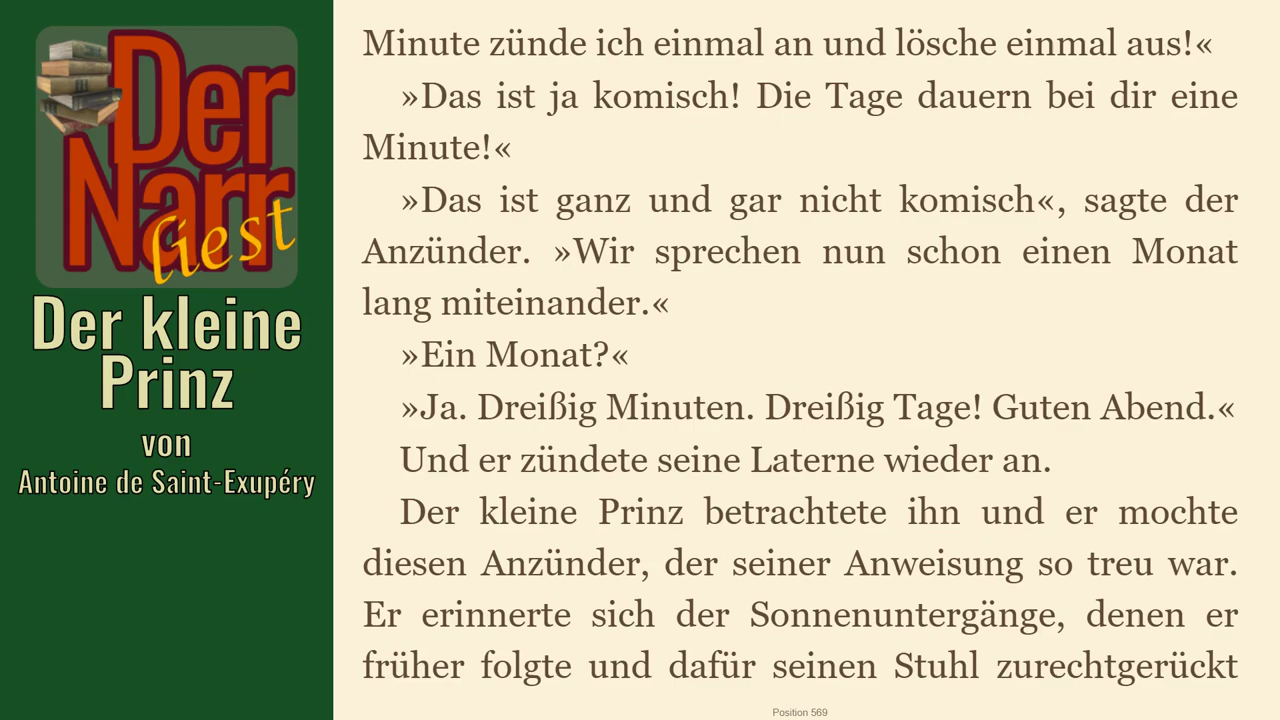 Der
Narr
liest
Der kleine
Prinz
von
Antoine de Saint-Exupéry
Minute zünde ich einmal an und lösche einmal aus!«
»Das ist ja komisch! Die Tage dauern bei dir eine
Minute!«
»Das ist ganz und gar nicht komisch«, sagte der
Anzünder. »Wir sprechen nun schon einen Monat
lang miteinander.«
»Ein Monat?«
»Ja. Dreißig Minuten. Dreißig Tage! Guten Abend.«
Und er zündete seine Laterne wieder an.
Der kleine Prinz betrachtete ihn und er mochte
diesen Anzünder, der seiner Anweisung so treu war.
Er erinnerte sich der Sonnenuntergänge, denen er
früher folgte und dafür seinen Stuhl zurechtgerückt
Position 569